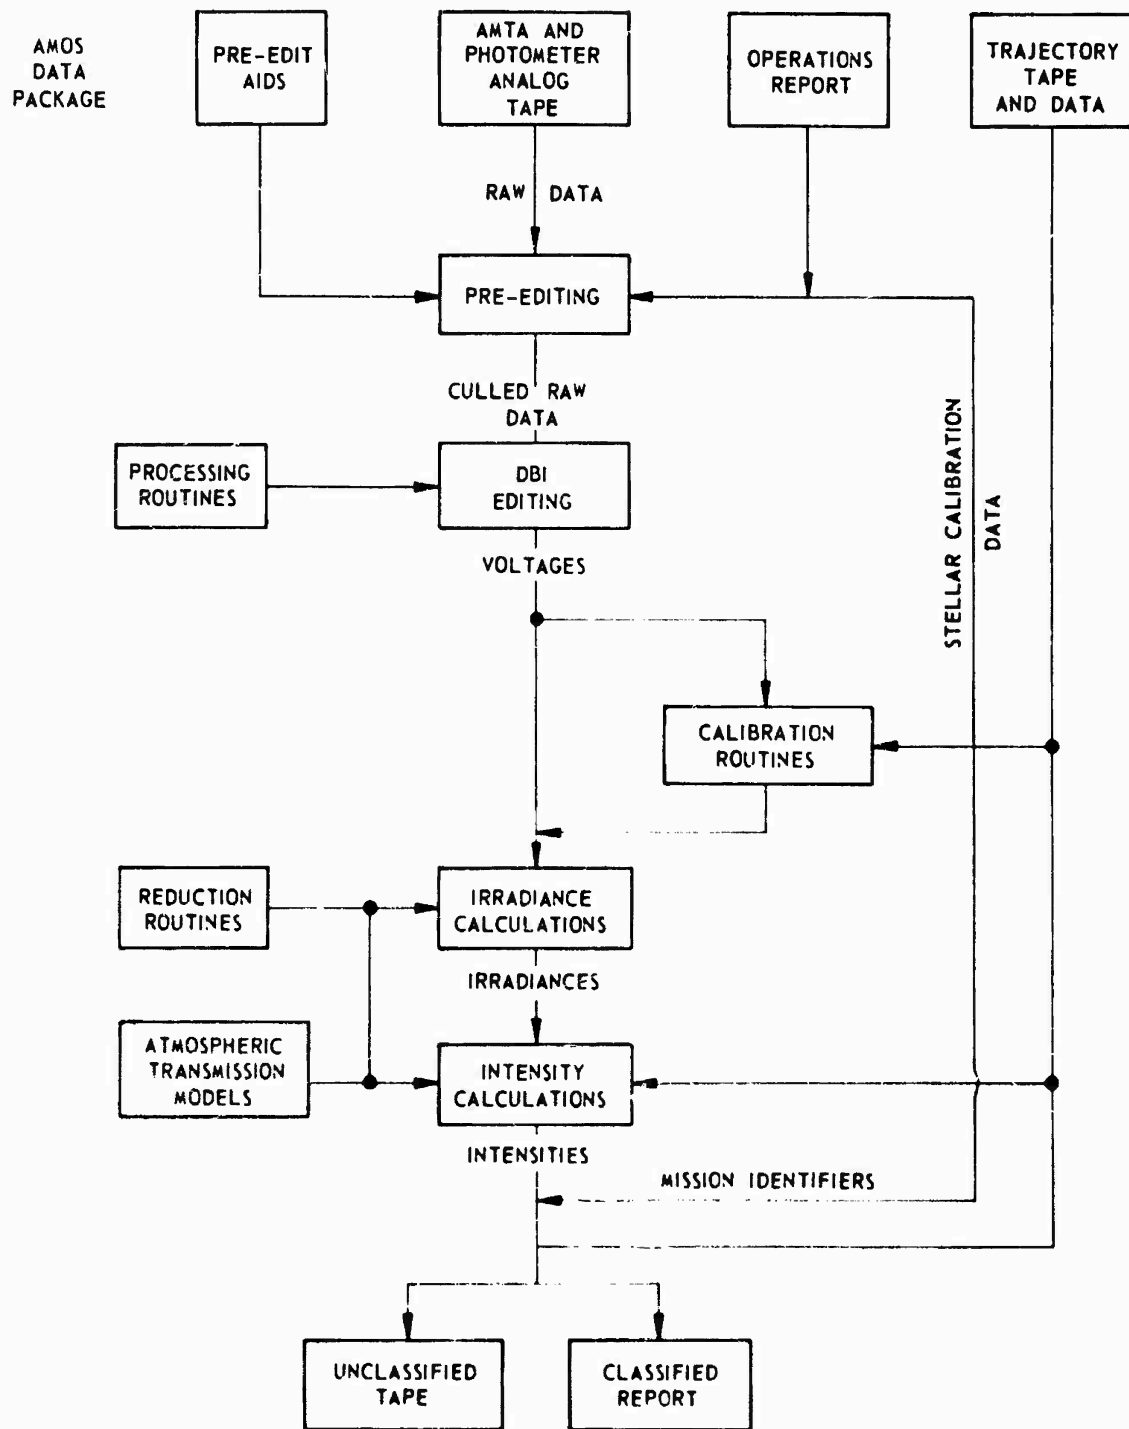 AMOS
DATA
PACKAGE
PRE-EDIT
AIDS
AMTA AND
PHOTOMETER
ANALOG
TAPE
OPERATIONS
REPORT
TRAJECTORY
TAPE
AND DATA
RAW DATA
PRE-EDITING
CULLED RAW
DATA
PROCESSING
ROUTINES
DBI
EDITING
STELLAR CALIBRATION
DATA
VOLTAGES
CALIBRATION
ROUTINES
REDUCTION
ROUTINES
IRRADIANCE
CALCULATIONS
IRRADIANCES
ATMOSPHERIC
TRANSMISSION
MODELS
INTENSITY
CALCULATIONS
INTENSITIES
MISSION IDENTIFIERS
UNCLASSIFIED
TAPE
CLASSIFIED
REPORT